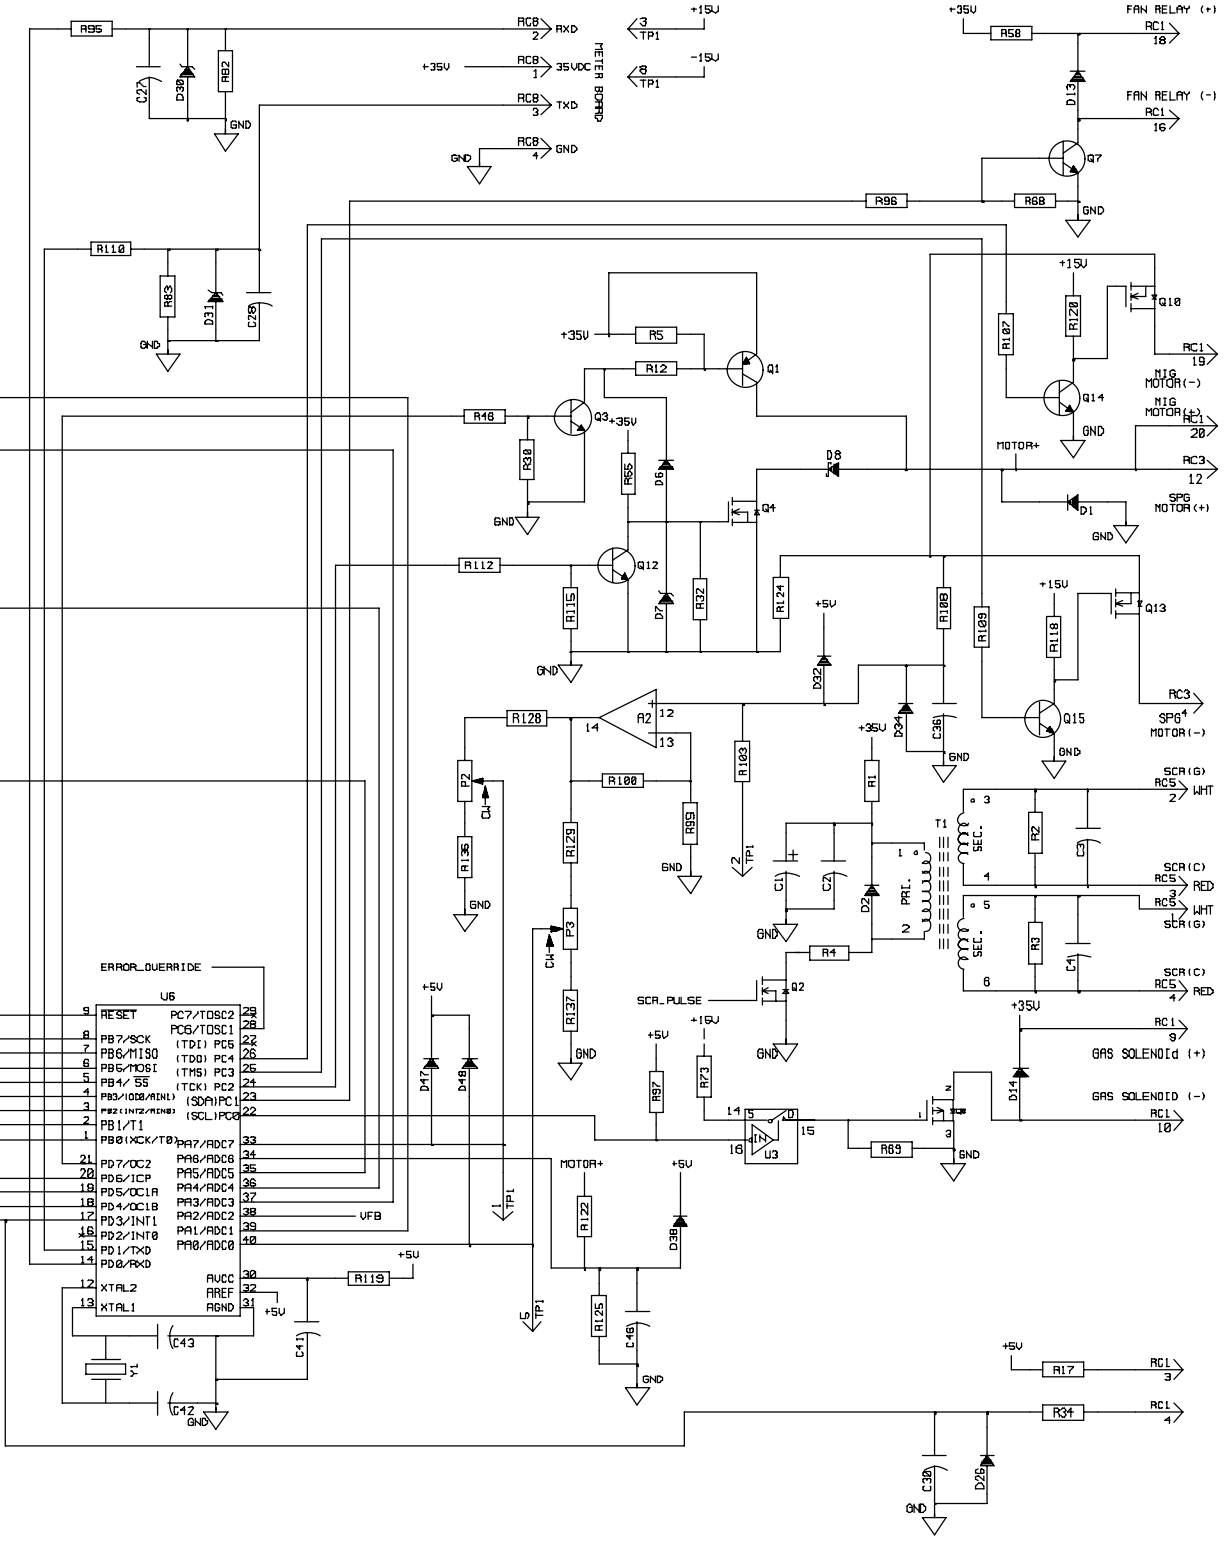 R95
C27
D30
R82
GND
RC8
2
RXD
3
TP1
+15V
+35V
RC8
1
35VDC
8
TP1
-15V
RC8
3
TXD
METER BOARD
RC8
4
GND
GND
+35V
R58
FAN RELAY (+)
RC1
18
D13
FAN RELAY (-)
RC1
16
Q7
R96
R68
GND
R110
R83
D31
C28
GND
+35V
R5
R12
Q1
R46
Q3
R30
GND
+35V
R55
D6
Q4
D8
R107
+15V
R120
Q10
RC1
19
MIG
MOTOR(-)
Q14
GND
MIG
MOTOR(+)
RC1
20
MOTOR+
RC3
12
SPG
MOTOR(+)
D1
GND
R112
Q12
R115
D7
R32
R124
GND
+5V
D32
R108
R109
+15V
R118
Q13
D34
C36
GND
Q15
GND
RC3
4
SPG
MOTOR(-)
R128
14
A2
12
13
P2
CW
R100
R103
2
TP1
R136
GND
R129
R99
GND
P3
CW
R137
GND
+35V
R1
C1
C2
D2
GND
R4
1
PRI.
2
T1
3
SEC.
4
5
SEC.
6
R2
C3
R3
C4
SCR(G)
RC5
2
WHT
SCR(C)
RC5
3
RED
RC5
1
WHT
SCR(G)
SCR(C)
RC5
4
RED
SCR_PULSE
Q2
GND
ERROR_OVERRIDE
U6
9 RESET
8 PB7/SCK
7 PB6/MISO
6 PB5/MOSI
5 PB4/ SS
4 PB3/(OC0/AIN1)
3 PB2(INT2/AIN0)
2 PB1/T1
1 PB0(XCK/T0)
21 PD7/OC2
20 PD6/ICP
19 PD5/OC1A
18 PD4/OC1B
17 PD3/INT1
16 PD2/INT0
15 PD1/TXD
14 PD0/RXD
12 XTAL2
13 XTAL1
PC7/TOSC2 29
PC6/TOSC1 28
(TDI) PC5 27
(TDO) PC4 26
(TMS) PC3 25
(TCK) PC2 24
(SDA)PC1 23
(SCL)PC0 22
PA7/ADC7 33
PA6/ADC6 34
PA5/ADC5 35
PA4/ADC4 36
PA3/ADC3 37
PA2/ADC2 38
PA1/ADC1 39
PA0/ADC0 40
AVCC 30
AREF 32
AGND 31
VFB
+5V
D47
D48
1
TP1
5
TP1
+5V
R119
+5V
C41
C43
Y1
C42
GND
+5V
R97
+15V
R73
14
S
D
15
16
IN
U3
R69
1
2
3
GND
+35V
D14
RC1
9
GAS SOLENOId (+)
GAS SOLENOID (-)
RC1
10
MOTOR+
R122
+5V
D38
R125
C46
GND
+5V
R17
RC1
3
R34
RC1
4
C30
D26
GND